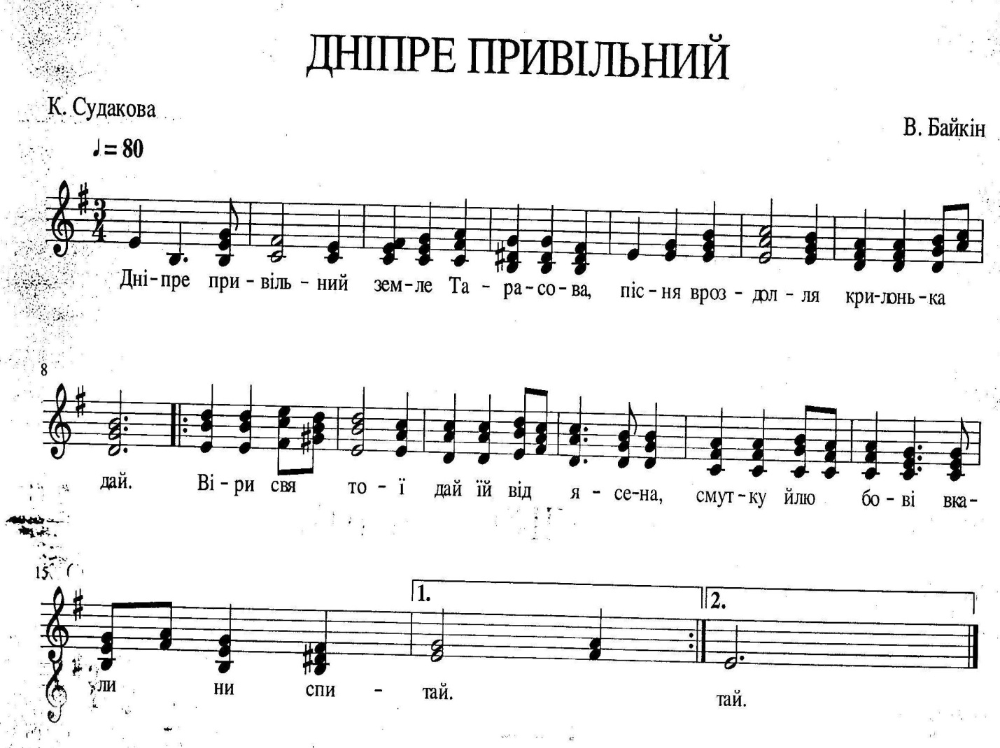 ДНІПРЕ ПРИВІЛЬНИЙ
К. Судакова
В. Байкін
♩= 80
3
4
Дні-пре при - віль - ний зем-ле Та - ра-со-ва, піс-ня вроз - дол - ля кри-лонь-ка
8
дай. Ві - ри свя то - ї дай їй від я - се-на, смут-ку йлю бо - ві вка-
15
1. 2.
ли ни спи - тай. тай.